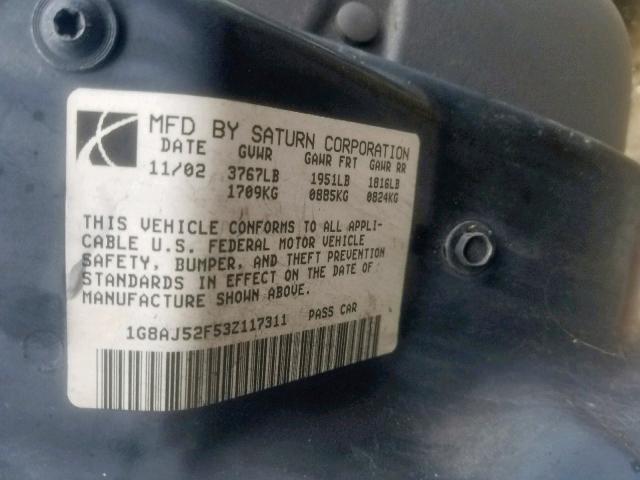 MFD BY SATURN CORPORATION
DATE GVWR GAWR FRT GAWR RR
11/02 3767LB 1951LB 1816LB
1709KG 0885KG 0824KG
THIS VEHICLE CONFORMS TO ALL APPLI-
CABLE U.S. FEDERAL MOTOR VEHICLE
SAFETY, BUMPER, AND THEFT PREVENTION
STANDARDS IN EFFECT ON THE DATE OF
MANUFACTURE SHOWN ABOVE.
1G8AJ52F53Z117311 PASS CAR